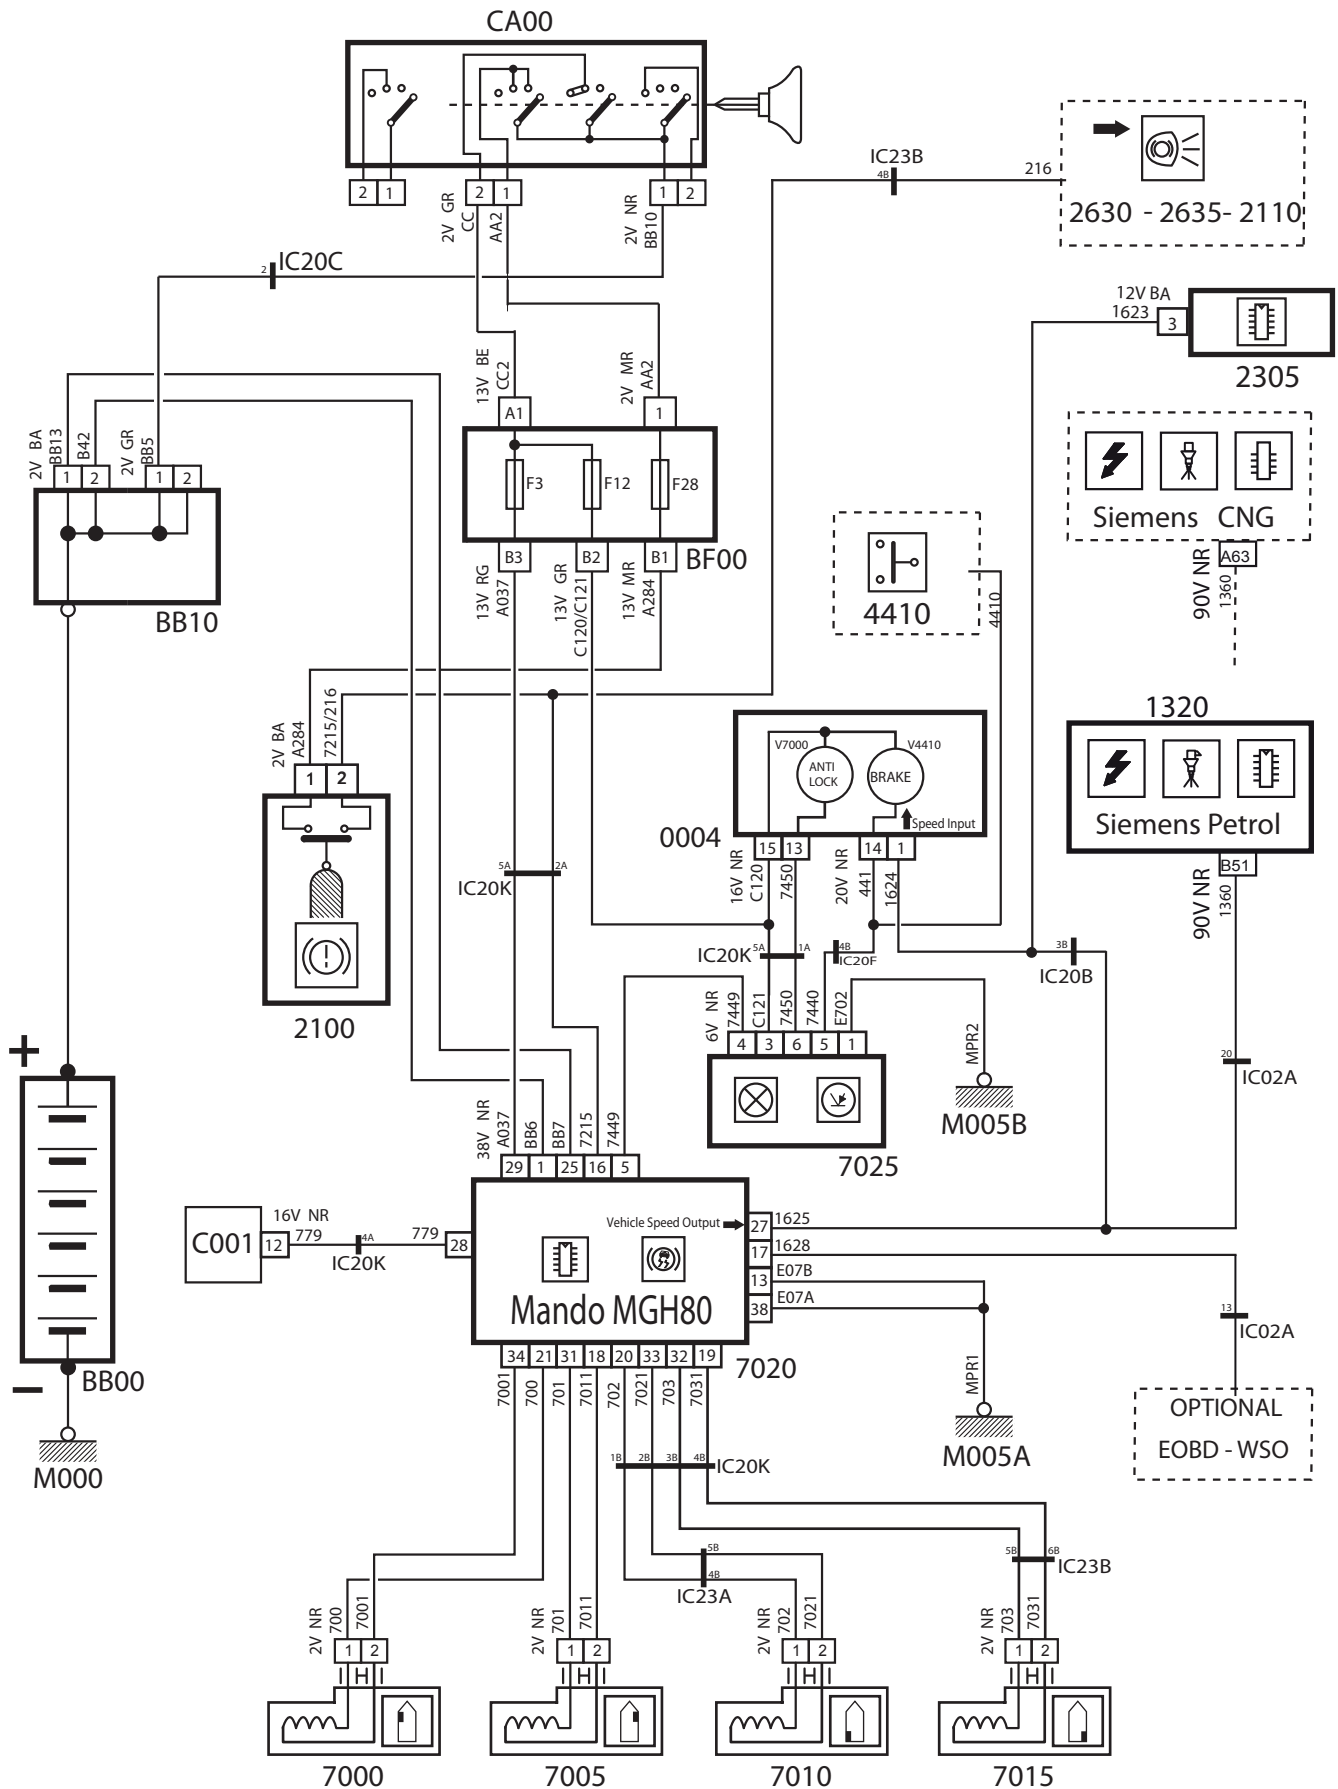 CA00
2 1
2 1
1 2
2V GR
CC
AA2
2V NR
BB10
IC23B
4B
216
2630 - 2635- 2110
2
IC20C
12V BA
1623
3
2305
13V BE
CC2
2V MR
AA2
A1
1
F3
F12
F28
B3
B2
B1
BF00
2V BA
BB13
B42
2V GR
BB5
1 2
1 2
BB10
13V RG
A037
13V GR
C120/C121
13V MR
A284
4410
4410
Siemens CNG
A63
90V NR
1360
1320
Siemens Petrol
B51
90V NR
1360
2V BA
A284
7215/216
1 2
2100
V7000
V4410
ANTI
LOCK
BRAKE
Speed Input
0004
15 13
14 1
16V NR
C120
7450
20V NR
441
1624
5A
2A
IC20K
IC20K
5A
1A
4B
IC20F
3B
IC20B
6V NR
7449
C121
7450
7440
E702
4 3 6 5 1
7025
MPR2
M005B
20
IC02A
+
−
BB00
M000
38V NR
A037
BB6
BB7
7215
7449
29 1 25 16 5
C001
12
16V NR
779
4A
IC20K
779
28
Vehicle Speed Output
Mando MGH80
7020
27
1625
17
1628
13
E07B
38
E07A
MPR1
M005A
13
IC02A
OPTIONAL
EOBD - WSO
34 21 31 18 20 33 32 19
7001
700
701
7011
702
7021
703
7031
1B
2B
3B
4B
IC20K
5B
4B
IC23A
5B
6B
IC23B
2V NR
700
7001
1 2
7000
2V NR
701
7011
1 2
7005
2V NR
702
7021
1 2
7010
2V NR
703
7031
1 2
7015